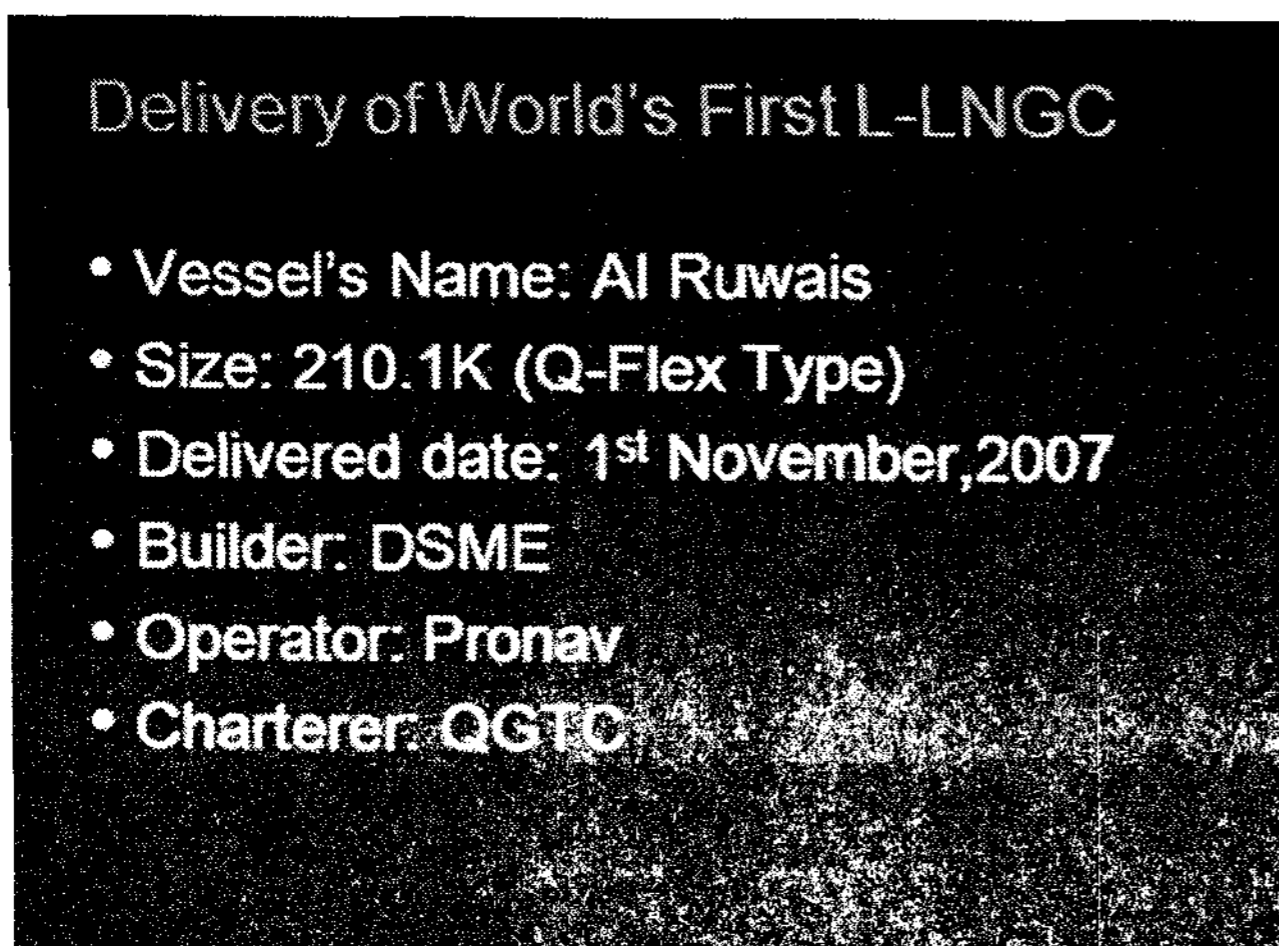 Delivery of World's First L-LNGC
• Vessel's Name: Al Ruwais
• Size: 210.1K (Q-Flex Type)
• Delivered date: 1st November,2007
• Builder: DSME
• Operator: Pronav
• Charterer: QGTC